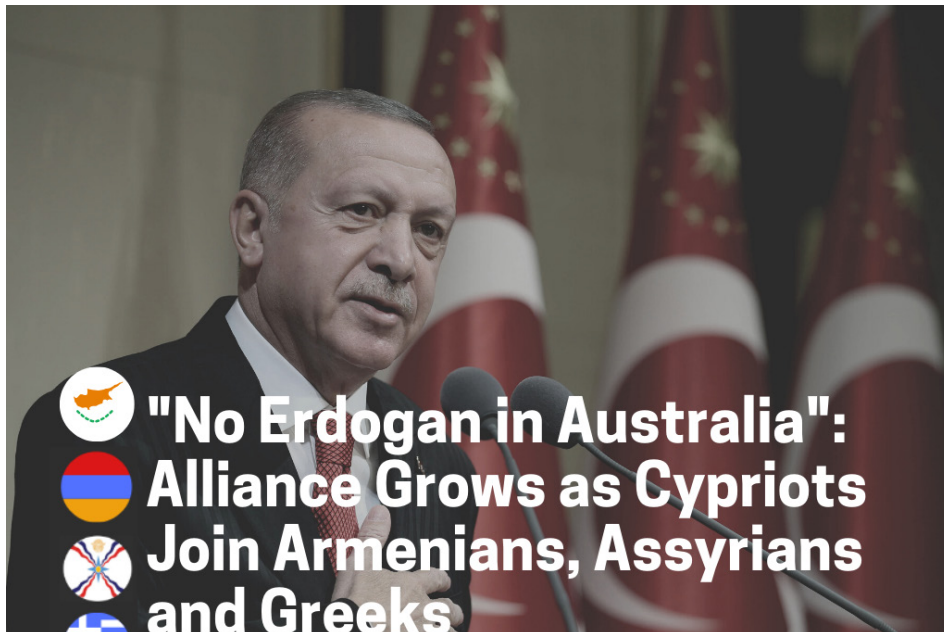 "No Erdogan in Australia":
Alliance Grows as Cypriots
Join Armenians, Assyrians
and Greeks